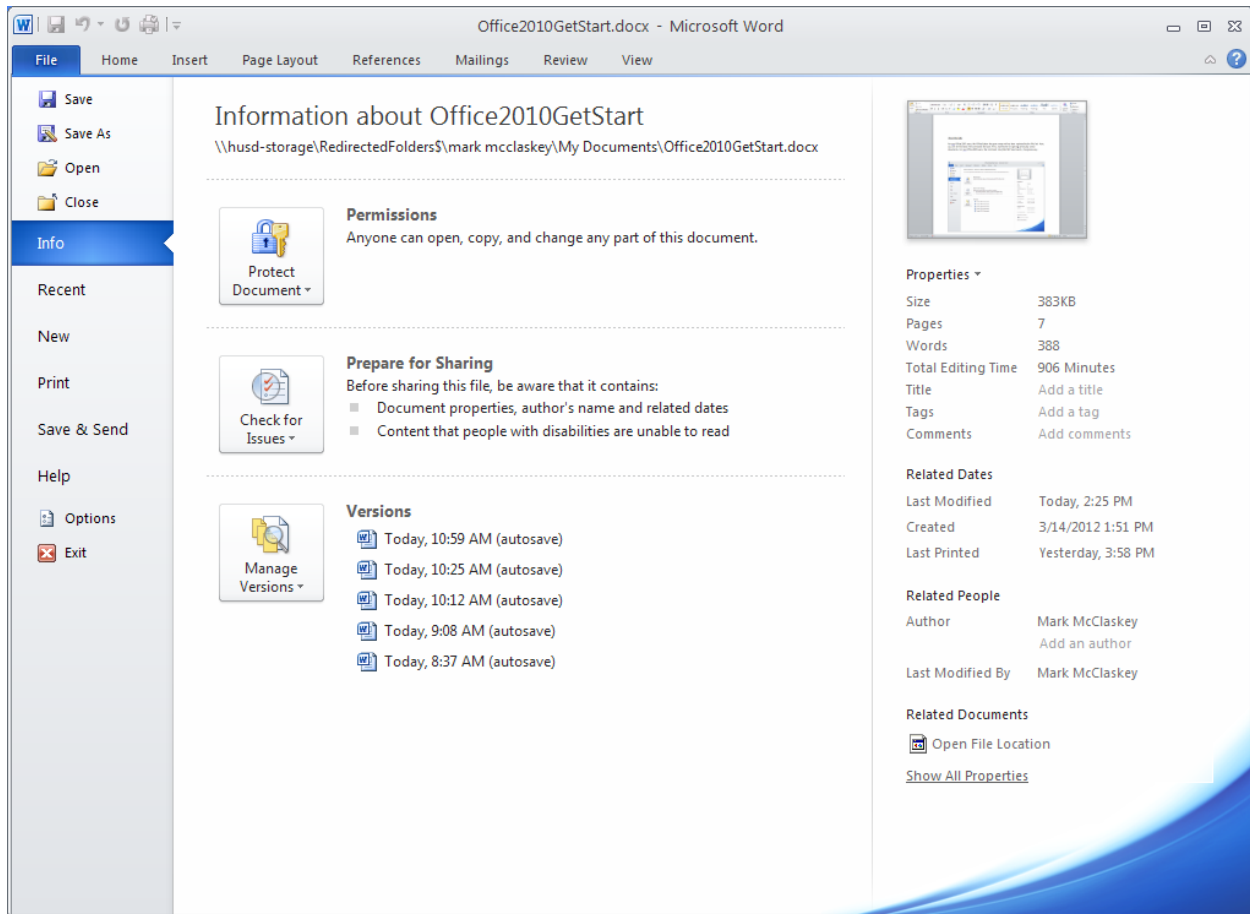 Office2010GetStart.docx - Microsoft Word
File Home Insert Page Layout References Mailings Review View
Save
Save As
Open
Close
Info
Recent
New
Print
Save & Send
Help
Options
Exit
Information about Office2010GetStart
\\husd-storage\RedirectedFolders$\mark mcclaskey\My Documents\Office2010GetStart.docx
Protect
Document
Permissions
Anyone can open, copy, and change any part of this document.
Check for
Issues
Prepare for Sharing
Before sharing this file, be aware that it contains:
Document properties, author's name and related dates
Content that people with disabilities are unable to read
Manage
Versions
Versions
Today, 10:59 AM (autosave)
Today, 10:25 AM (autosave)
Today, 10:12 AM (autosave)
Today, 9:08 AM (autosave)
Today, 8:37 AM (autosave)
Properties
Size 383KB
Pages 7
Words 388
Total Editing Time 906 Minutes
Title Add a title
Tags Add a tag
Comments Add comments
Related Dates
Last Modified Today, 2:25 PM
Created 3/14/2012 1:51 PM
Last Printed Yesterday, 3:58 PM
Related People
Author Mark McClaskey
Add an author
Last Modified By Mark McClaskey
Related Documents
Open File Location
Show All Properties